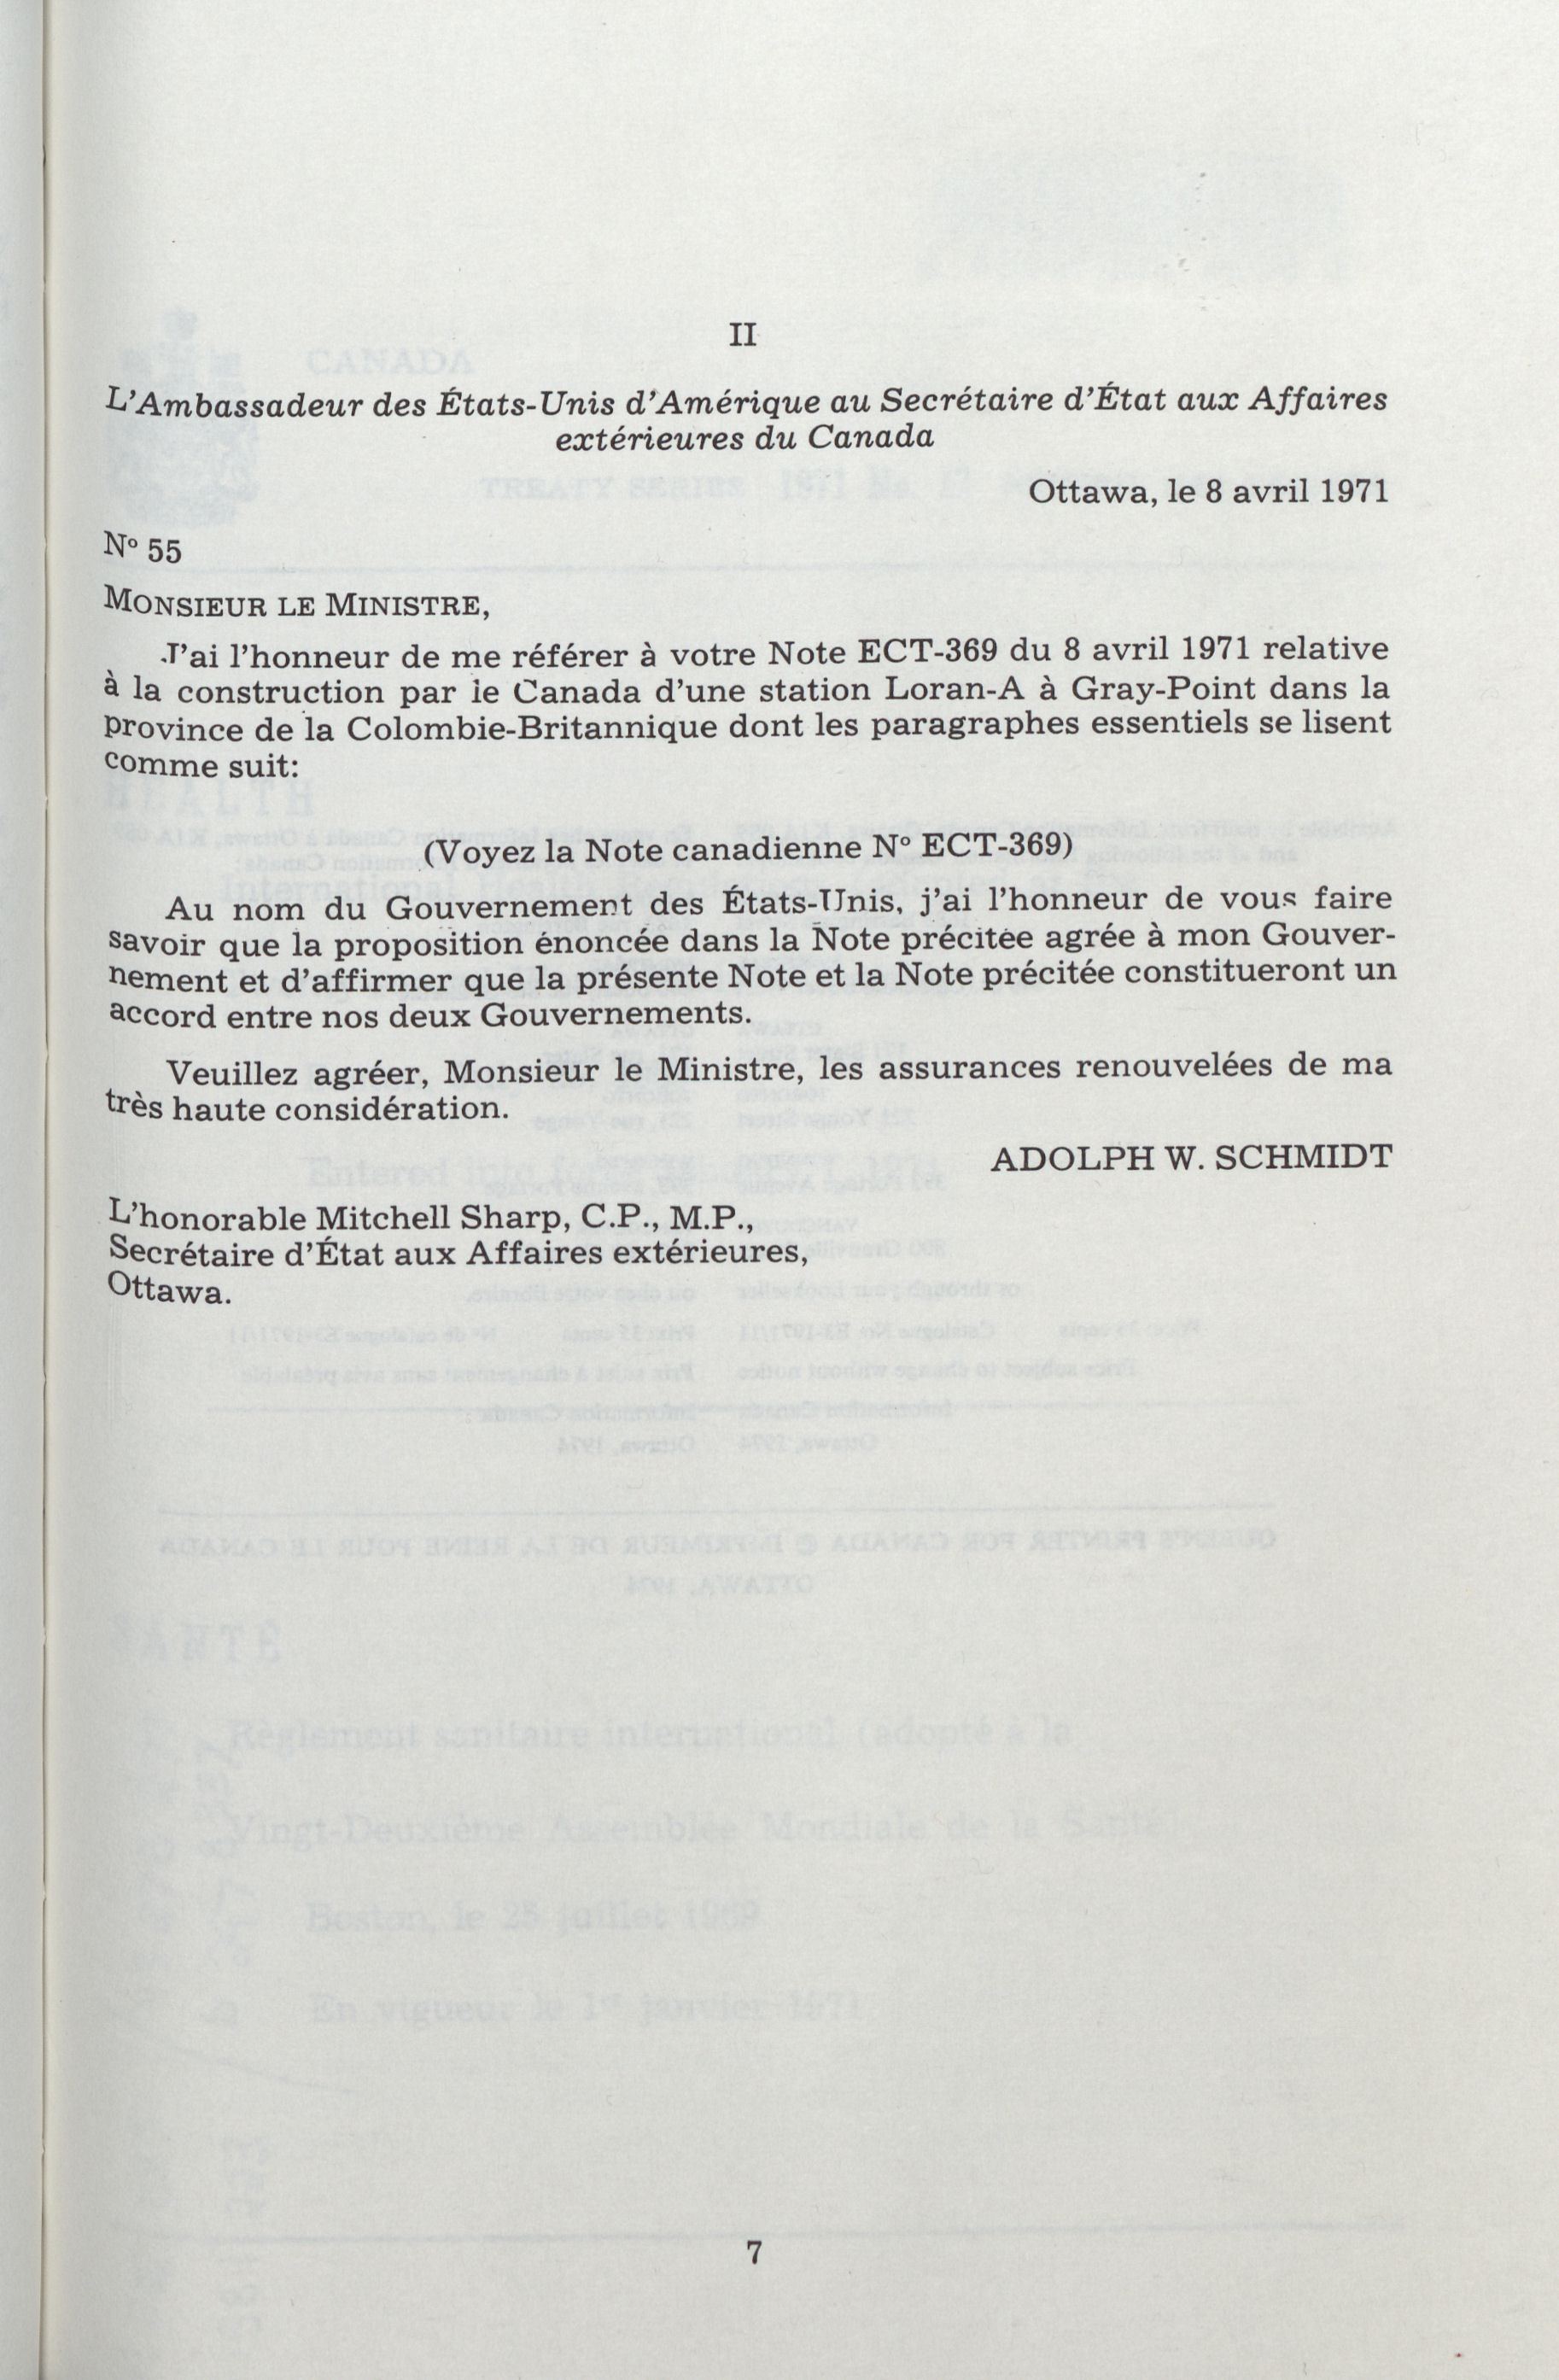 II
L'Ambassadeur des États-Unis d'Amérique au Secrétaire d'État aux Affaires
extérieures du Canada
Ottawa, le 8 avril 1971
Nº 55
MONSIEUR LE MINISTRE,
J'ai l'honneur de me référer à votre Note ECT-369 du 8 avril 1971 relative
à la construction par le Canada d'une station Loran-A à Gray-Point dans la
province de la Colombie-Britannique dont les paragraphes essentiels se lisent
comme suit:
(Voyez la Note canadienne Nº ECT-369)
Au nom du Gouvernement des États-Unis, j'ai l'honneur de vous faire
savoir que la proposition énoncée dans la Note précitée agrée à mon Gouver-
nement et d'affirmer que la présente Note et la Note précitée constitueront un
accord entre nos deux Gouvernements.
Veuillez agréer, Monsieur le Ministre, les assurances renouvelées de ma
très haute considération.
ADOLPH W. SCHMIDT
L'honorable Mitchell Sharp, C.P., M.P.,
Secrétaire d'État aux Affaires extérieures,
Ottawa.
7